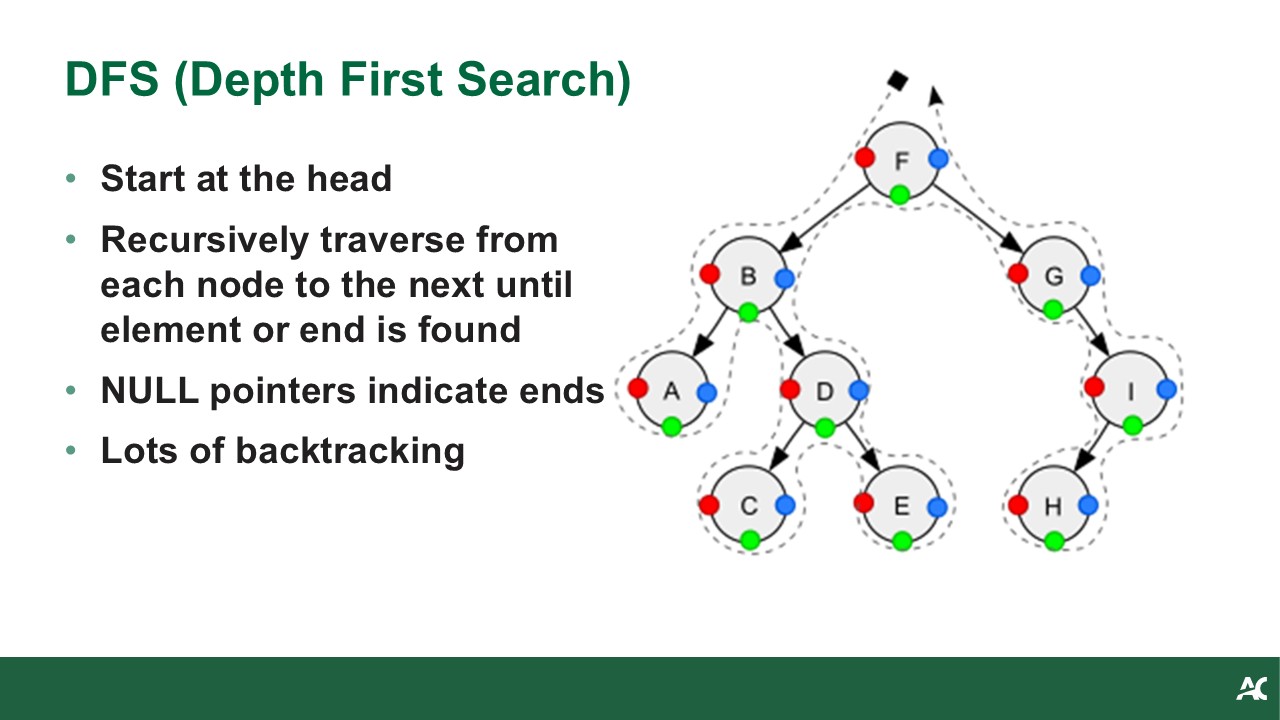 DFS (Depth First Search)
• Start at the head
• Recursively traverse from
each node to the next until
element or end is found
• NULL pointers indicate ends
• Lots of backtracking
F
B
G
A
D
I
C
E
H
AC